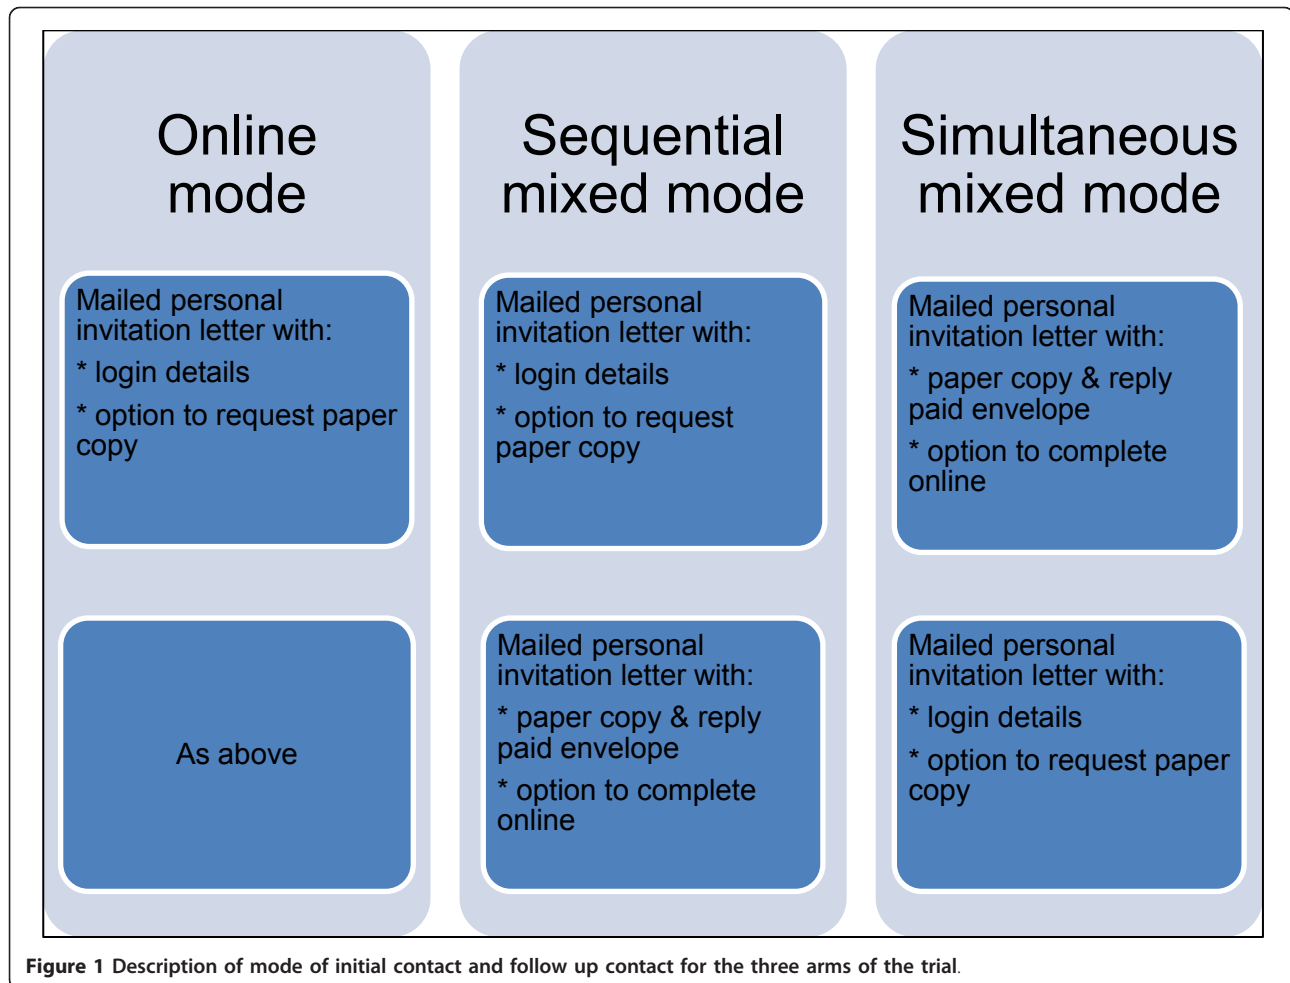 Online
mode
Mailed personal
invitation letter with:
* login details
* option to request paper
copy
As above
Sequential
mixed mode
Mailed personal
invitation letter with:
* login details
* option to request
paper copy
Mailed personal
invitation letter with:
* paper copy & reply
paid envelope
* option to complete
online
Simultaneous
mixed mode
Mailed personal
invitation letter with:
* paper copy & reply
paid envelope
* option to complete
online
Mailed personal
invitation letter with:
* login details
* option to request paper
copy
Figure 1 Description of mode of initial contact and follow up contact for the three arms of the trial.